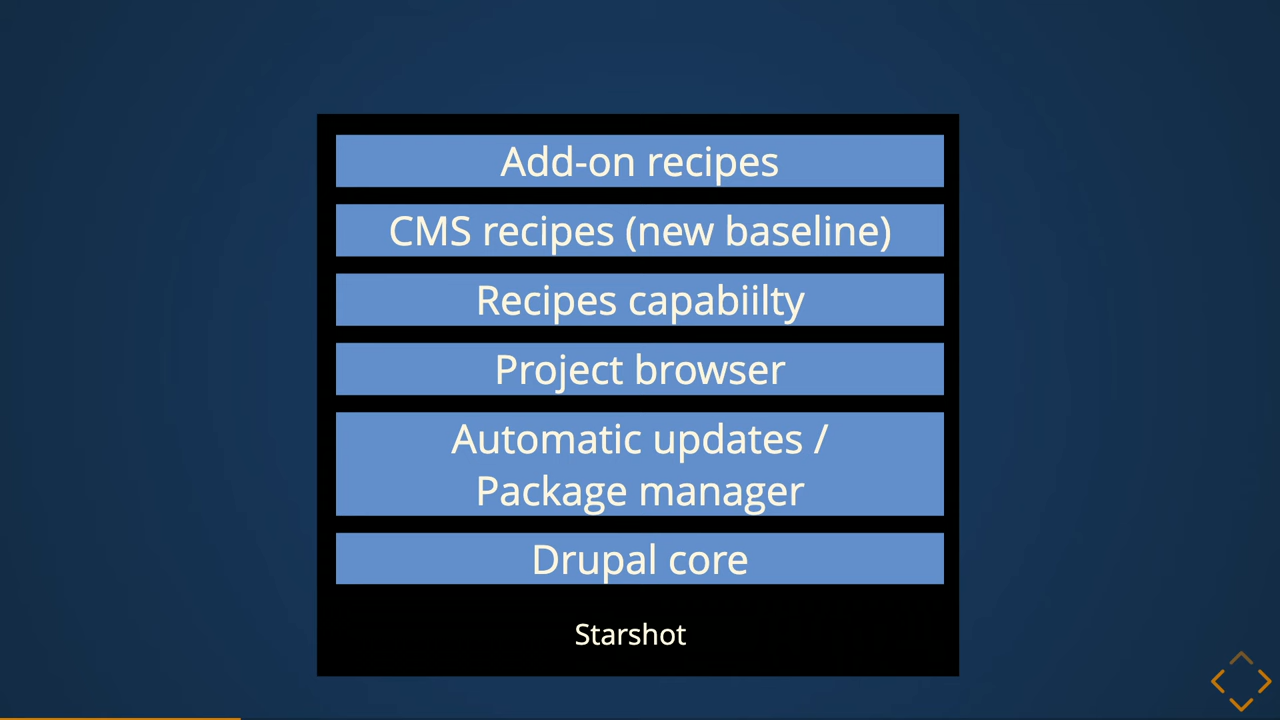 Add-on recipes
CMS recipes (new baseline)
Recipes capabiilty
Project browser
Automatic updates /
Package manager
Drupal core
Starshot